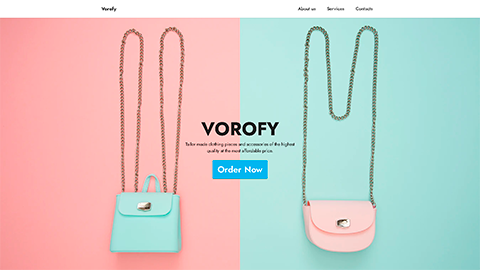 Vorofy
About us Services Contacts
VOROFY
Tailor made clothing pieces and accessories of the highest
quality at the most affordable price.
Order Now